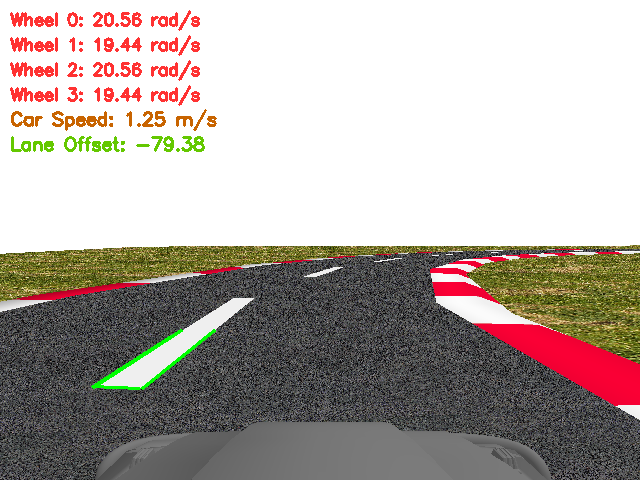 Wheel 0: 20.56 rad/s
Wheel 1: 19.44 rad/s
Wheel 2: 20.56 rad/s
Wheel 3: 19.44 rad/s
Car Speed: 1.25 m/s
Lane Offset: -79.38